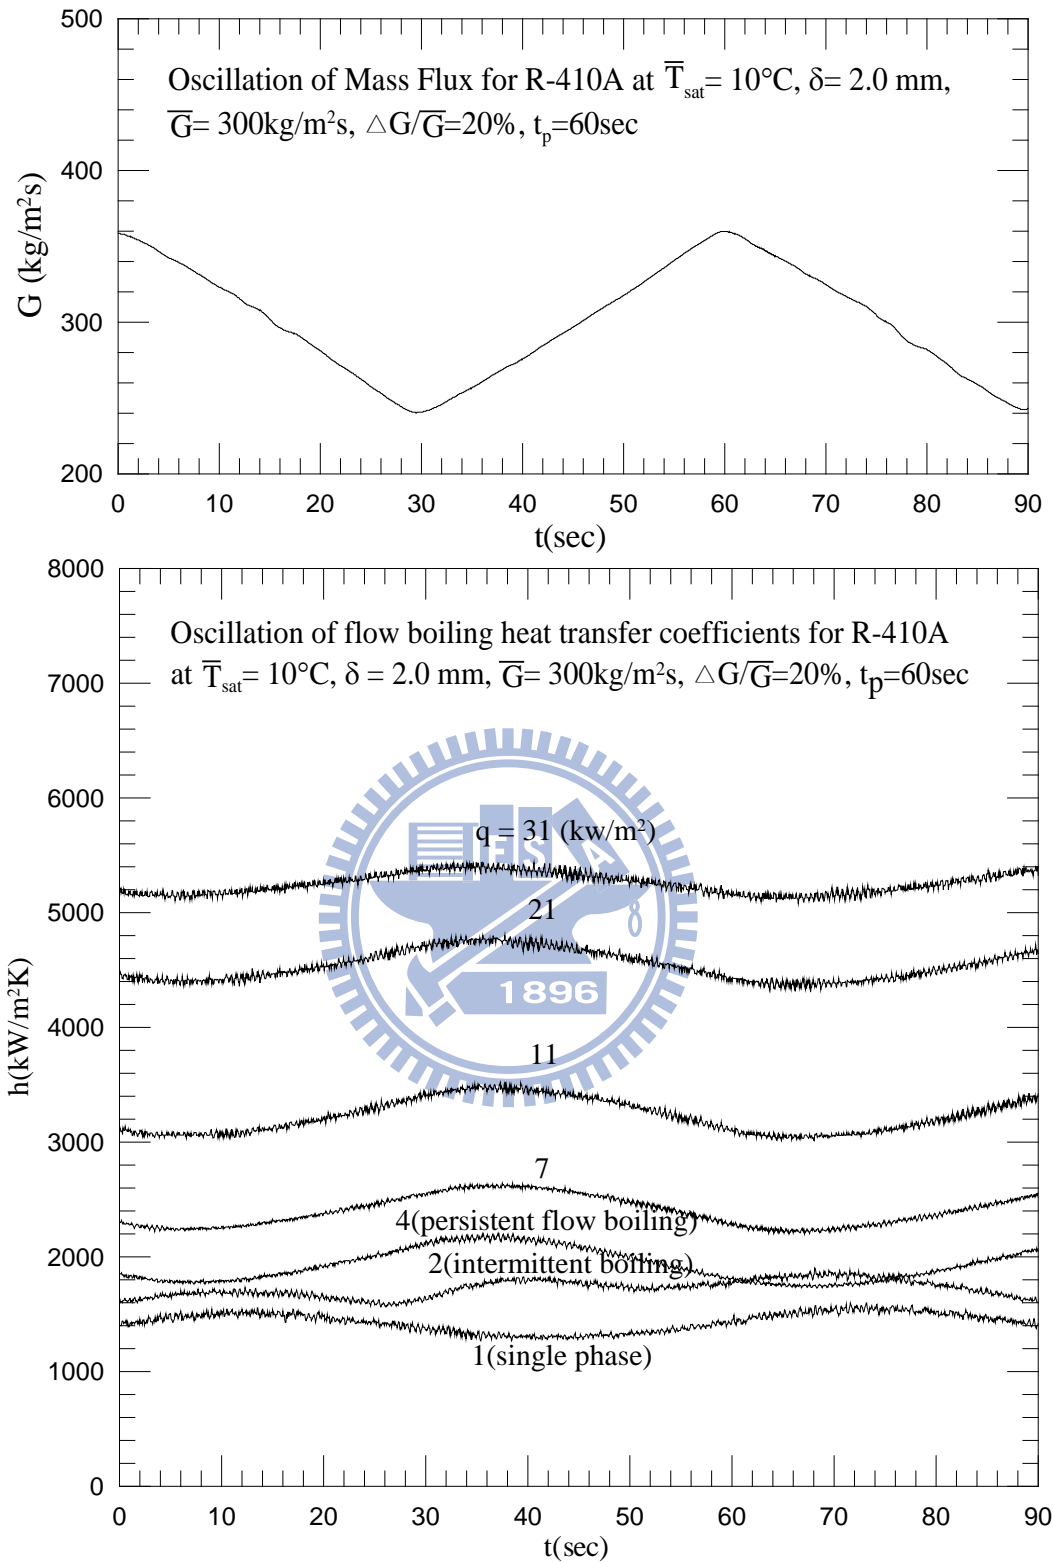 500
400
300
200
G (kg/m²s)
Oscillation of Mass Flux for R-410A at T̅sat= 10°C, δ= 2.0 mm,
G̅= 300kg/m²s, △G/G̅=20%, tp=60sec
0 10 20 30 40 50 60 70 80 90
t(sec)
8000
7000
6000
5000
4000
3000
2000
1000
0
h(kW/m²K)
Oscillation of flow boiling heat transfer coefficients for R-410A
at T̅sat= 10°C, δ = 2.0 mm, G̅= 300kg/m²s, △G/G̅=20%, tp=60sec
q = 31 (kw/m²)
E S A
21
1896
11
7
4(persistent flow boiling)
2(intermittent boiling)
1(single phase)
0 10 20 30 40 50 60 70 80 90
t(sec)